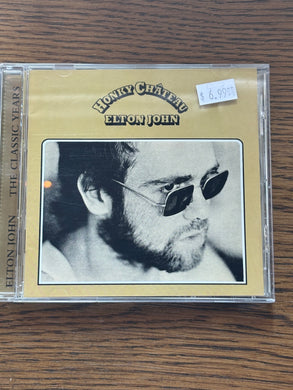 HONKY CHÂTEAU
ELTON JOHN
$ 6.99
ELTON JOHN THE CLASSIC YEARS